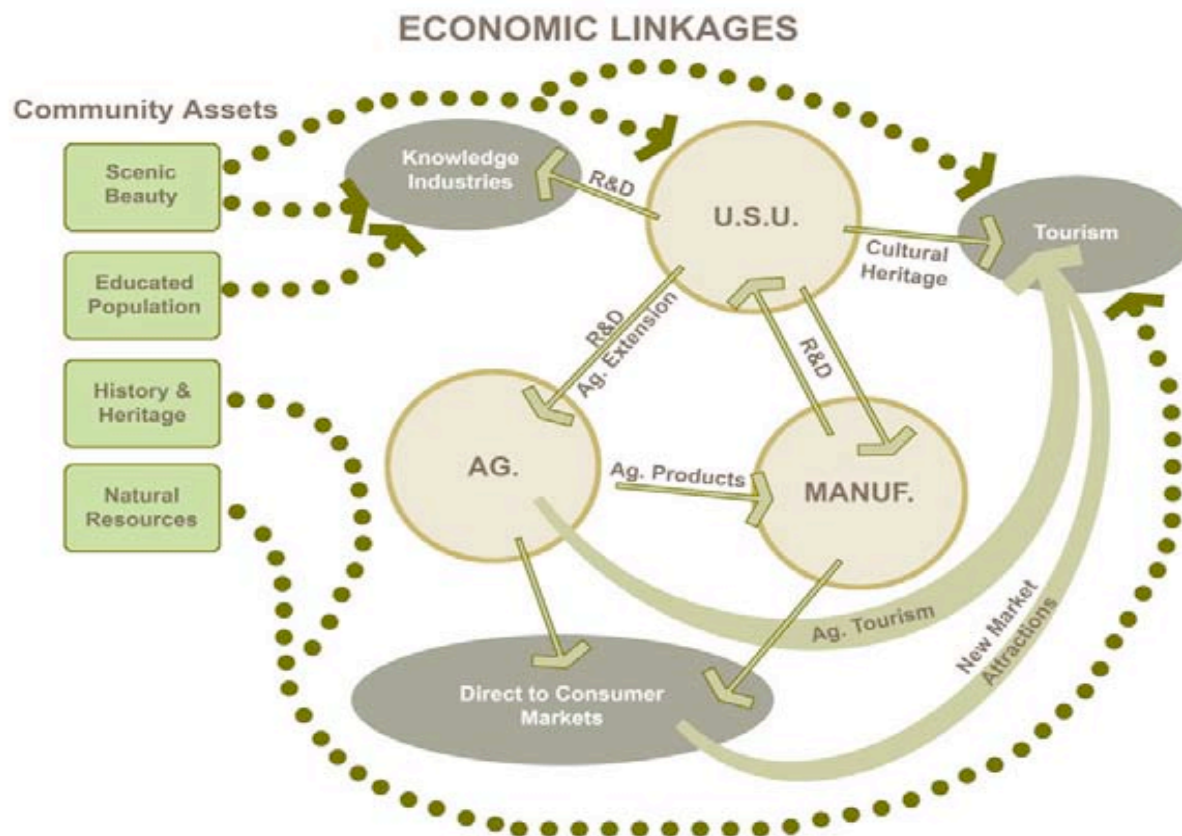 ECONOMIC LINKAGES
Community Assets
Scenic
Beauty
Educated
Population
History &
Heritage
Natural
Resources
Knowledge
Industries
R&D
U.S.U.
Cultural
Heritage
Tourism
R&D
Ag. Extension
R&D
AG.
Ag. Products
MANUF.
Ag. Tourism
New Market
Attractions
Direct to Consumer
Markets